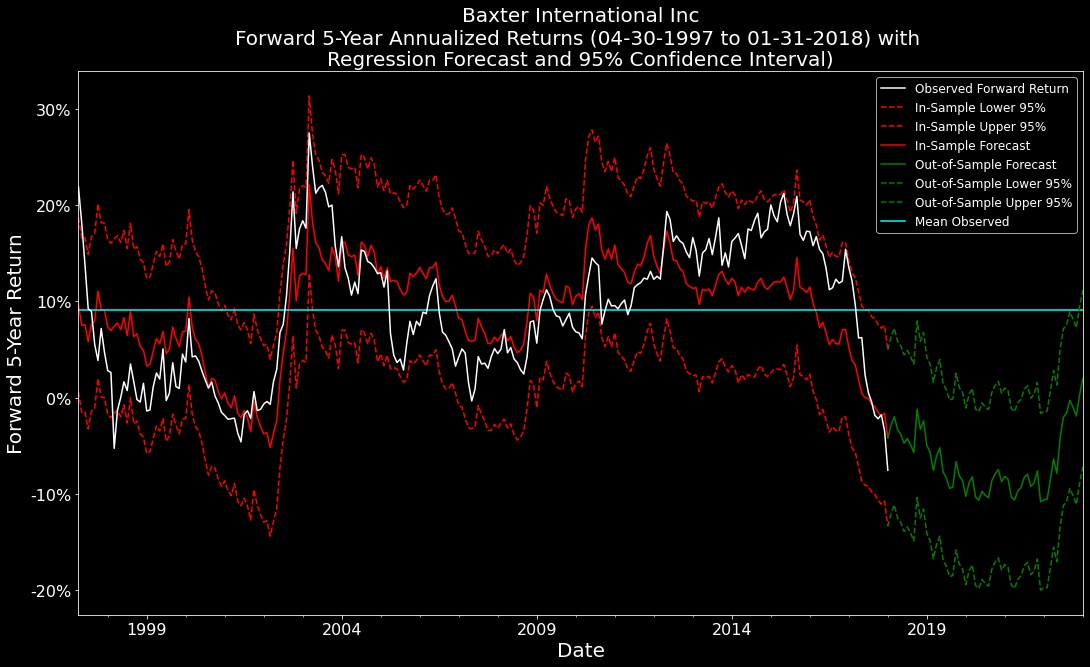 Baxter International Inc
Forward 5-Year Annualized Returns (04-30-1997 to 01-31-2018) with
Regression Forecast and 95% Confidence Interval)
Observed Forward Return
In-Sample Lower 95%
In-Sample Upper 95%
In-Sample Forecast
Out-of-Sample Forecast
Out-of-Sample Lower 95%
Out-of-Sample Upper 95%
Mean Observed
Forward 5-Year Return
30%
20%
10%
0%
-10%
-20%
1999
2004
2009
2014
2019
Date